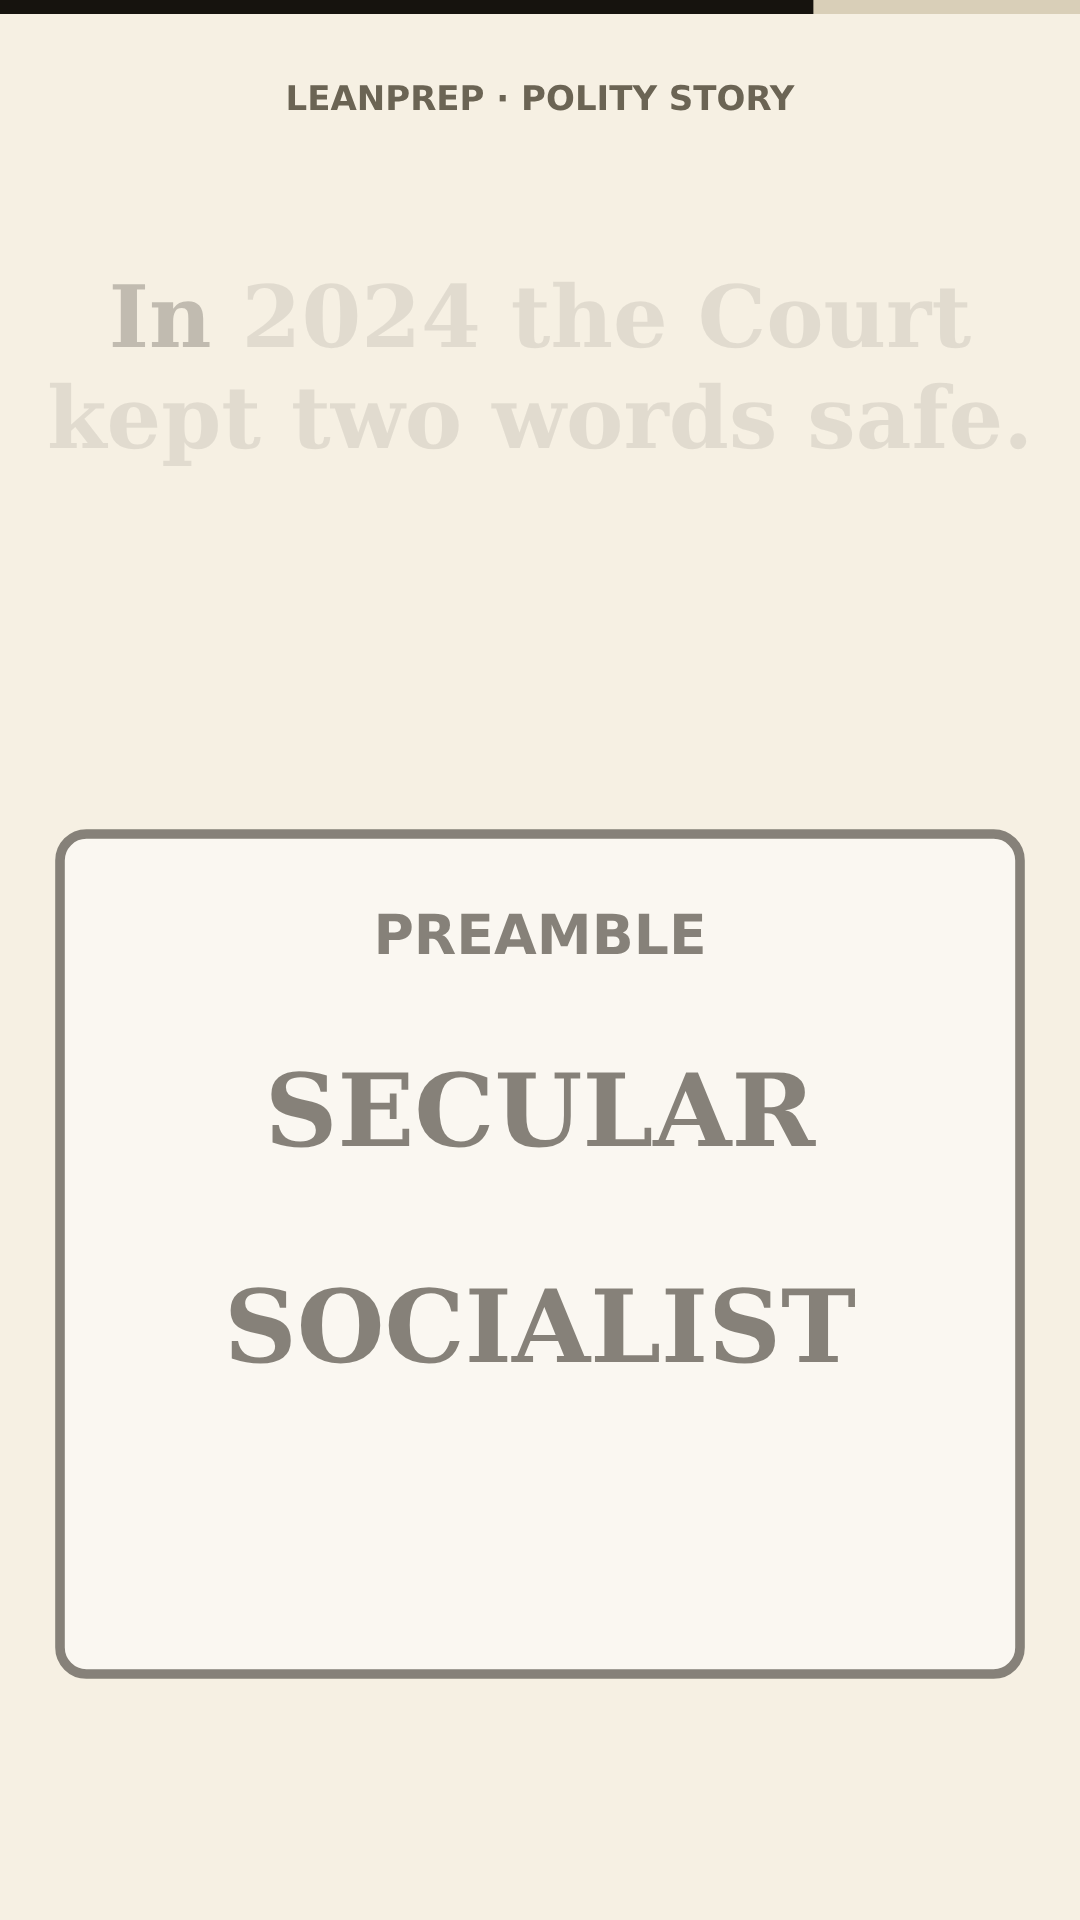 LEANPREP · POLITY STORY
In 2024 the Court
kept two words safe.
PREAMBLE
SECULAR
SOCIALIST